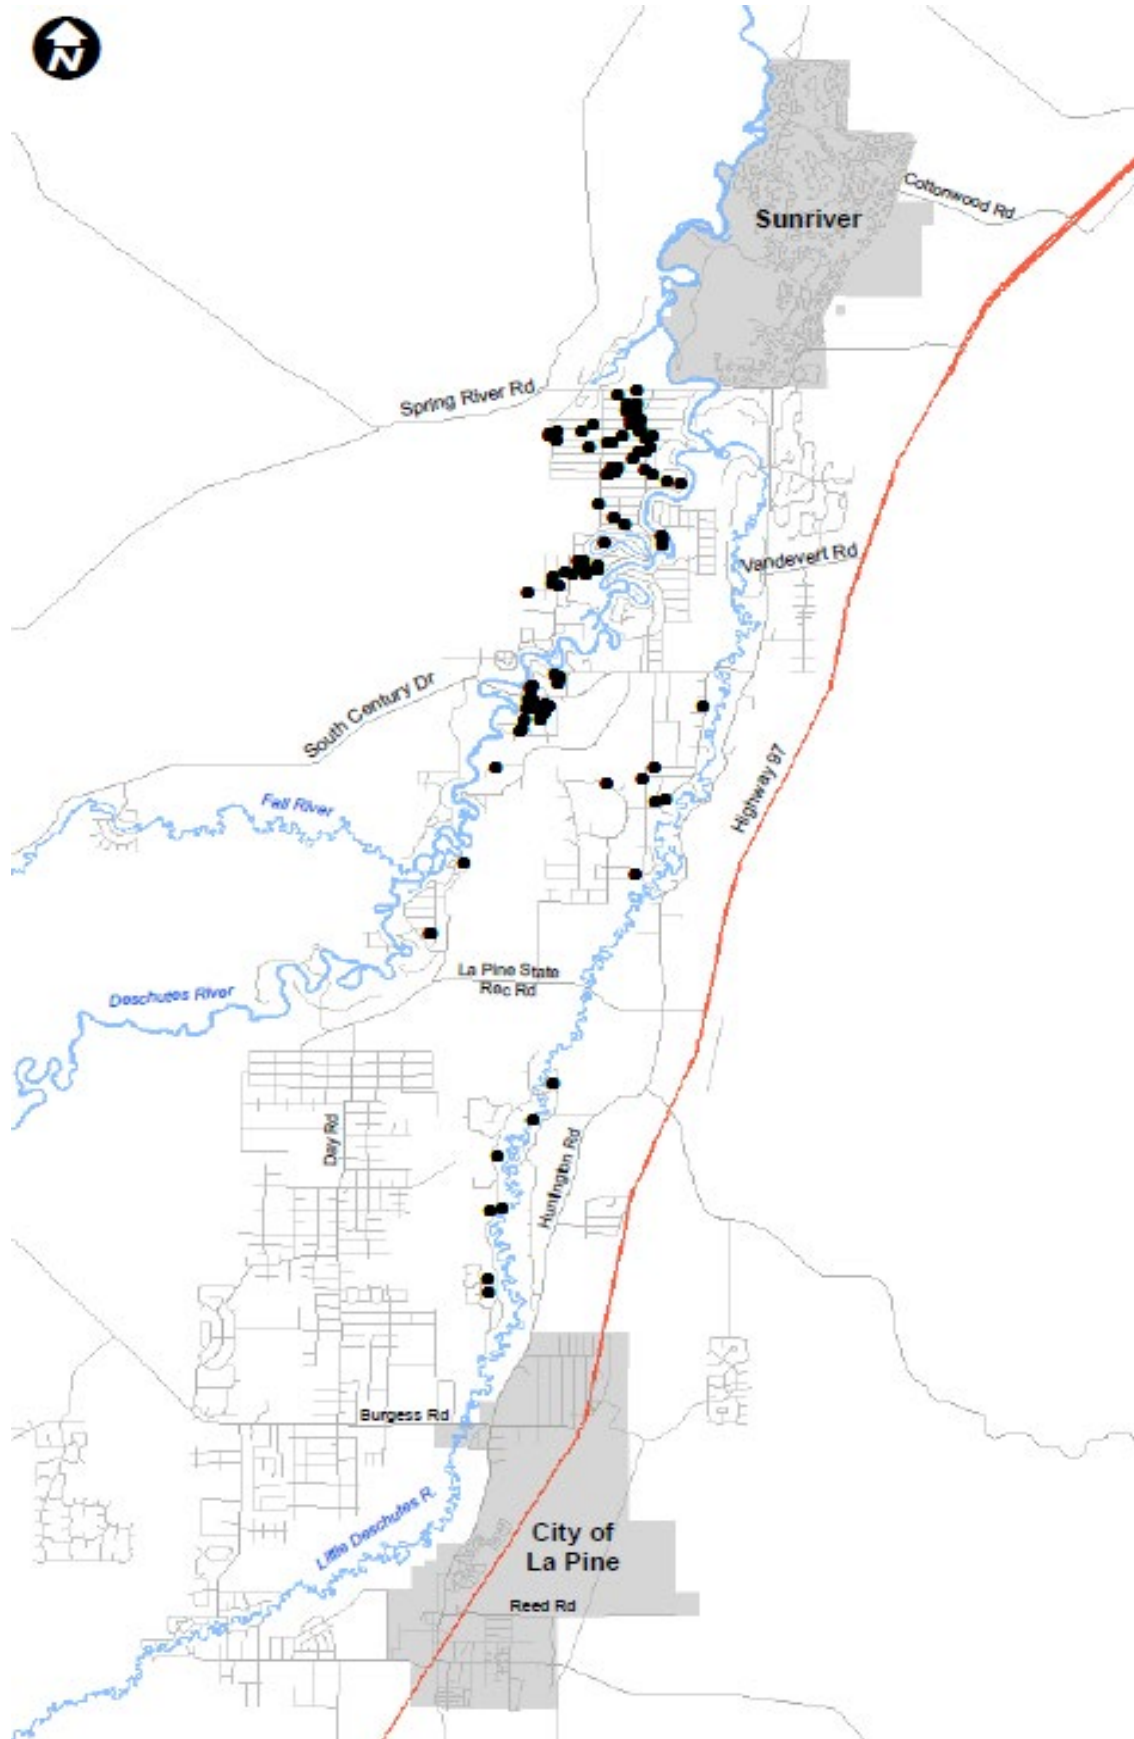 N
Sunriver
Cottonwood Rd
Spring River Rd
Vandevert Rd
South Century Dr
Highway 97
Fall River
La Pine State
Rec Rd
Deschutes River
Day Rd
Huntington Rd
Burgess Rd
Little Deschutes R.
City of
La Pine
Reed Rd